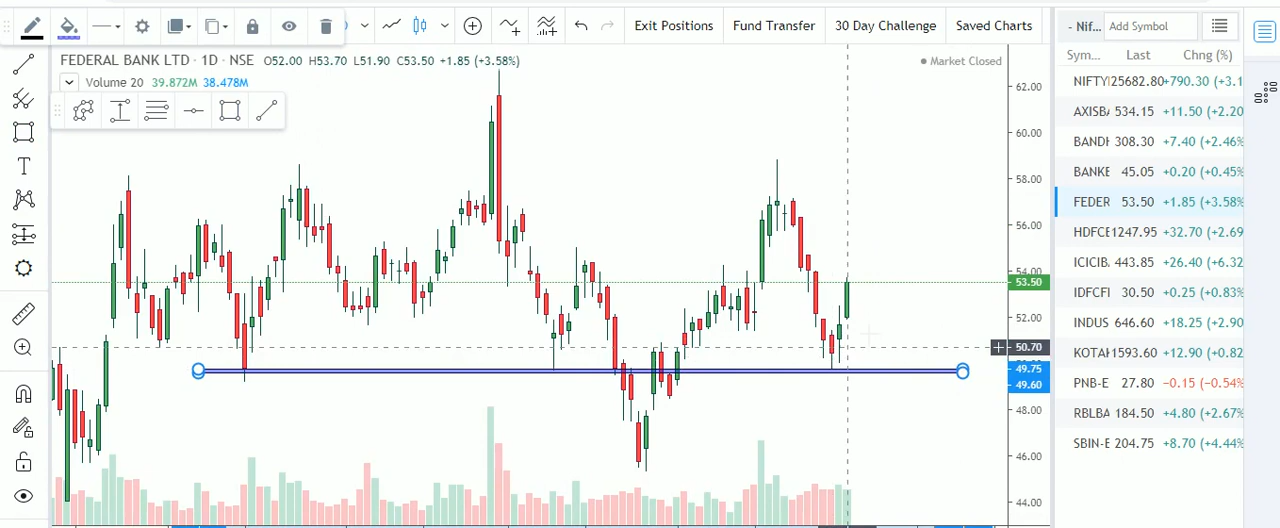 Exit Positions Fund Transfer 30 Day Challenge Saved Charts
- Nif... Add Symbol
FEDERAL BANK LTD · 1D · NSE O52.00 H53.70 L51.90 C53.50 +1.85 (+3.58%)
Market Closed
Volume 20 39.872M 38.478M
T
62.00
60.00
58.00
56.00
54.00
53.50
52.00
50.70
49.75
49.60
48.00
46.00
44.00
Sym... Last Chng (%)
NIFTY 25682.80 +790.30 (+3.1
AXISBA 534.15 +11.50 (+2.20
BANDH 308.30 +7.40 (+2.46%
BANKE 45.05 +0.20 (+0.45%
FEDER 53.50 +1.85 (+3.58%
HDFCE 1247.95 +32.70 (+2.69
ICICIB. 443.85 +26.40 (+6.32
IDFCFI 30.50 +0.25 (+0.83%
INDUS 646.60 +18.25 (+2.90
KOTAK 1593.60 +12.90 (+0.82
PNB-E 27.80 −0.15 (−0.54%
RBLBA 184.50 +4.80 (+2.67%
SBIN-E 204.75 +8.70 (+4.44%